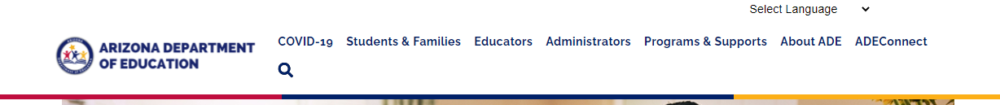 Select Language
ARIZONA DEPARTMENT
OF EDUCATION
COVID-19 Students & Families Educators Administrators Programs & Supports About ADE ADEConnect